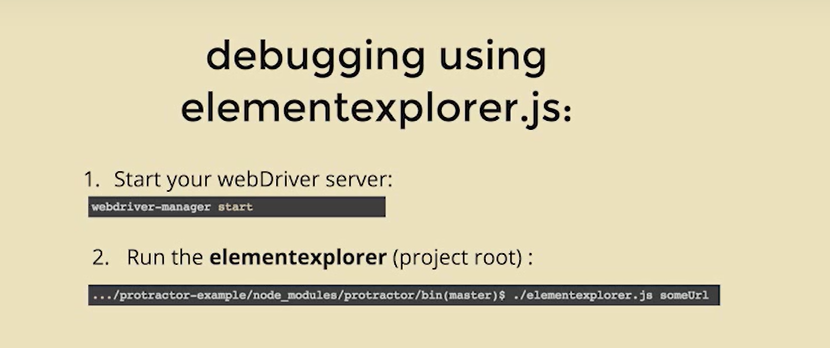 debugging using
elementexplorer.js:
1. Start your webDriver server:
webdriver-manager start
2. Run the elementexplorer (project root) :
.../protractor-example/node_modules/protractor/bin(master)$ ./elementexplorer.js someUrl